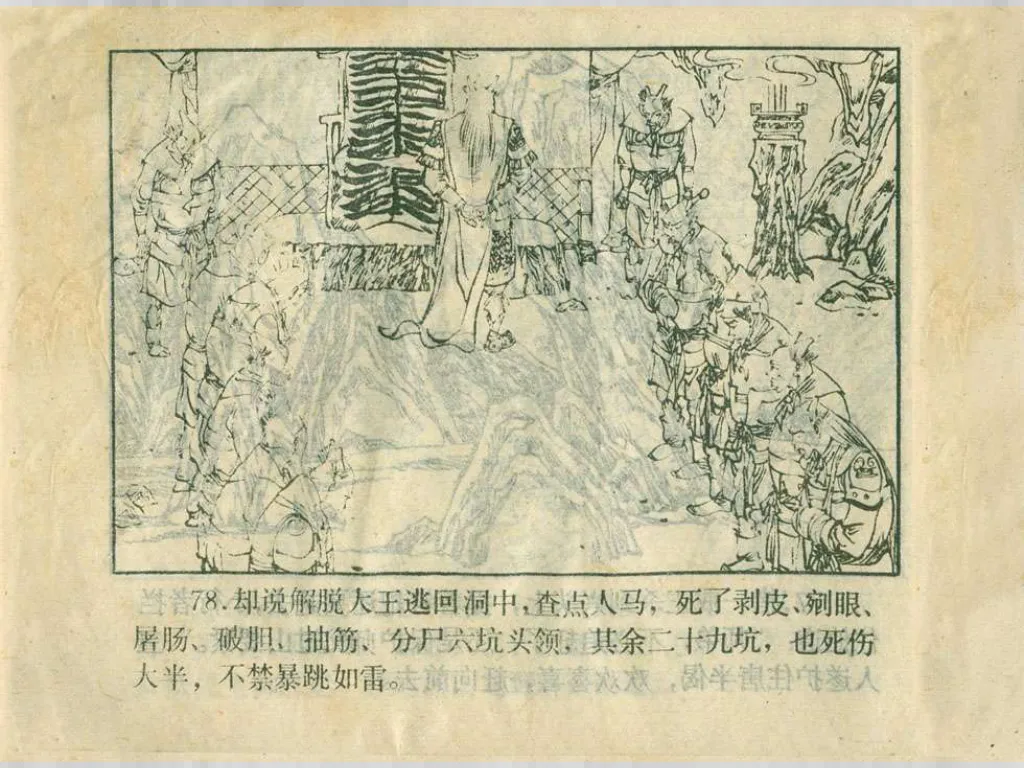 78.却说解脱大王逃回洞中，查点人马，死了剥皮、剜眼、
屠肠、破胆、抽筋、分尸六坑头领，其余二十九坑，也死伤
大半，不禁暴跳如雷。